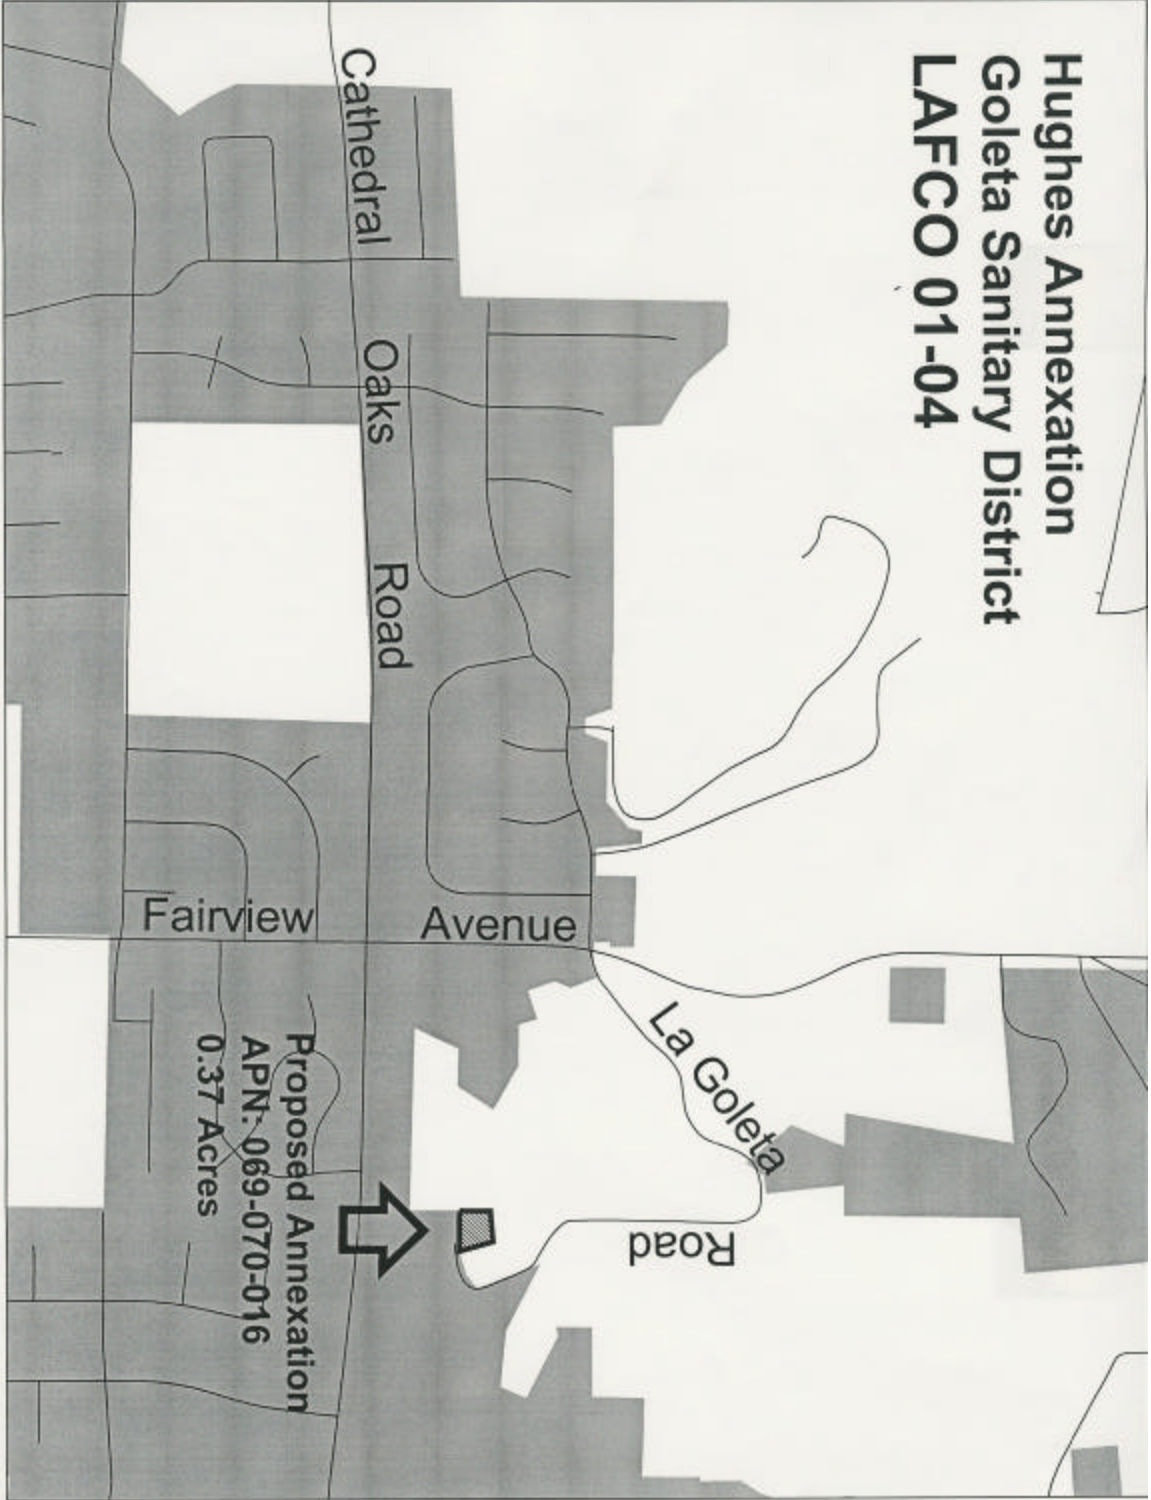 Hughes Annexatiion
Goleta Sanitary District
LAFCO 01-04
Cathedral Oaks Road
Fairview Avenue
La Goleta Road
Proposed Annexation
APN: 069-070-016
0.37 Acres